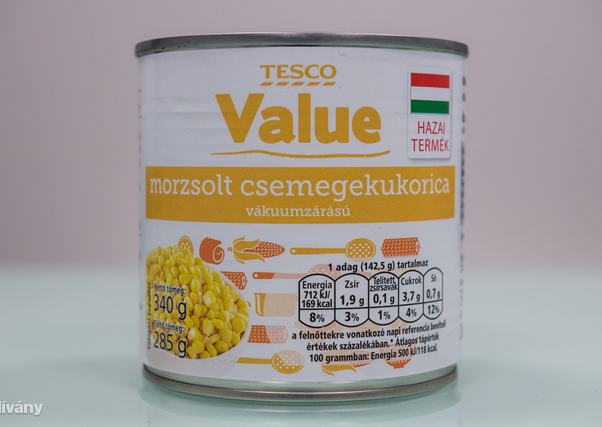 TESCO
Value
HAZAI
TERMÉK
morzsolt csemegekukorica
vákuumzárású
1 adag (142,5 g) tartalmaz
Energia
712 kJ/
169 kcal
8%
Zsír
1,9 g
3%
Telített
zsírsavak
0,1 g
1%
Cukrok
3,7 g
4%
Só
0,7 g
12%
a felnőttekre vonatkozó napi referencia beviteli
értékek százalékában.* Átlagos tápérték
100 grammban: Energia 500 kJ/118 kcal.
Nettó tömeg:
340 g
tömeg:
285 g
dívány